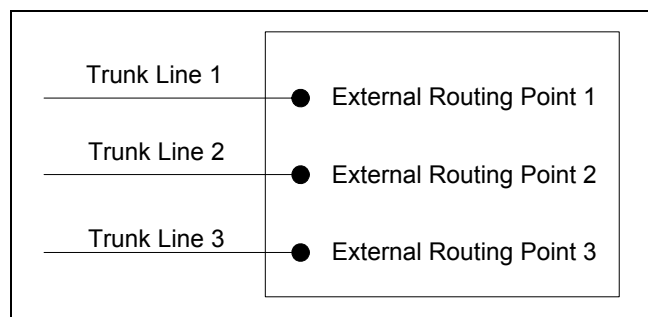 Trunk Line 1
External Routing Point 1
Trunk Line 2
External Routing Point 2
Trunk Line 3
External Routing Point 3